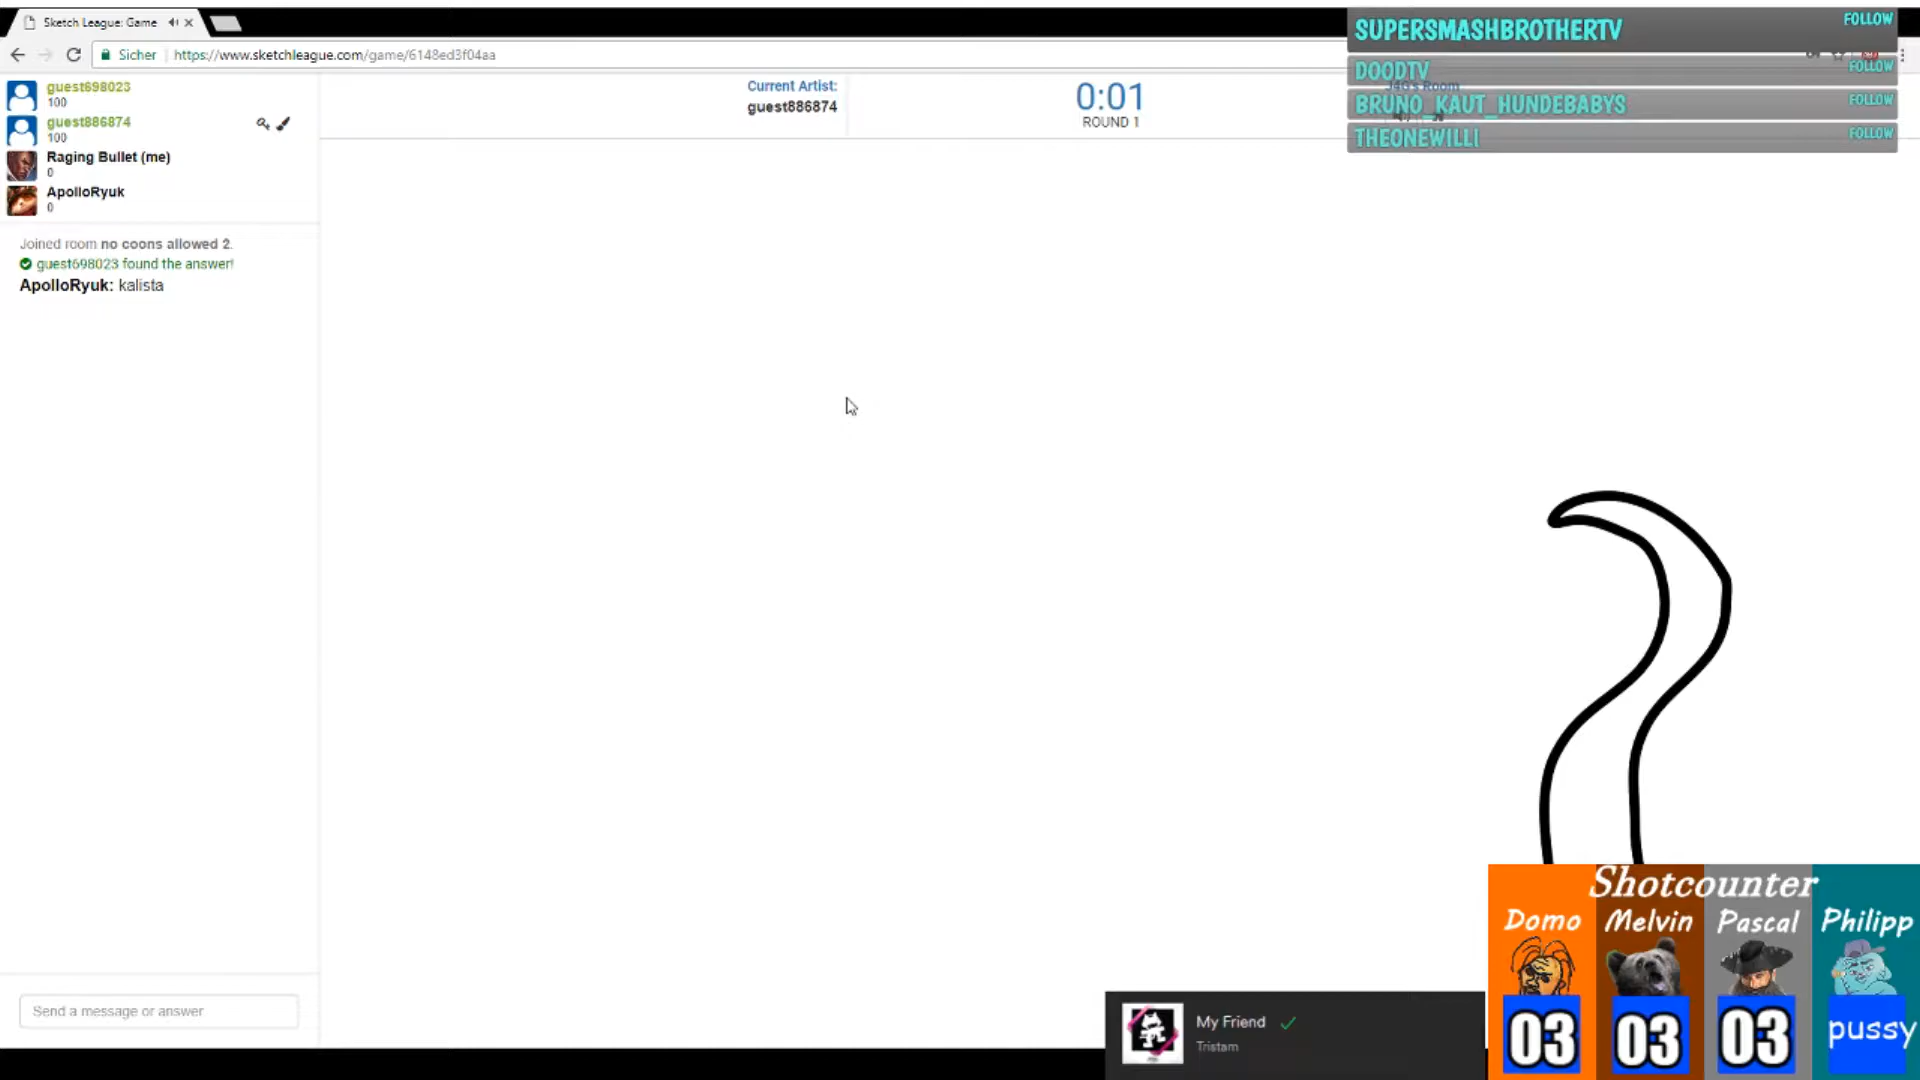 Sketch League: Game
SUPERSMASHBROTHERTV FOLLOW
Sicher https://www.sketchleague.com/game/6148ed3f04aa
DOODTV FOLLOW
J4G's Room
BRUNO_KAUT_HUNDEBABYS FOLLOW
THEONEWILLI FOLLOW
guest698023
100
guest886874
100
Raging Bullet (me)
0
ApolloRyuk
0
Current Artist:
guest886874
0:01
ROUND 1
Joined room no coons allowed 2.
guest698023 found the answer!
ApolloRyuk: kalista
Send a message or answer
My Friend
Tristam
Shotcounter
Domo Melvin Pascal Philipp
03 03 03 pussy